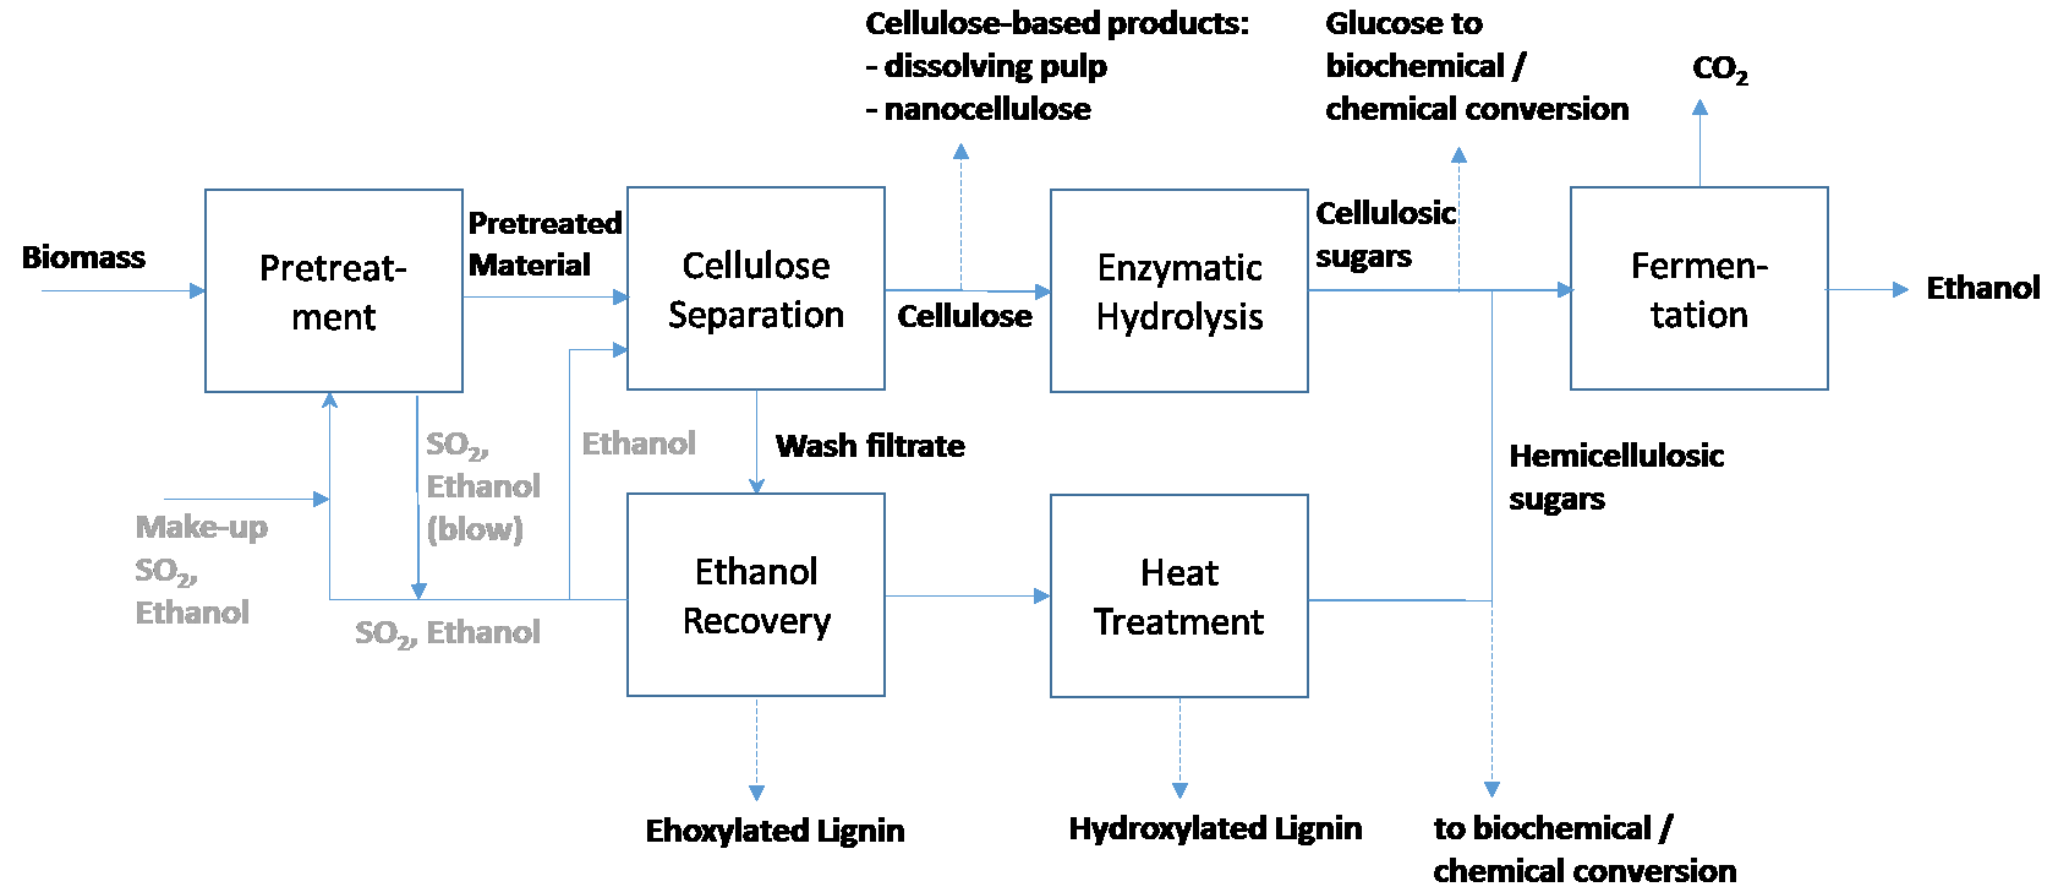 Cellulose-based products:
- dissolving pulp
- nanocellulose
Glucose to
biochemical /
chemical conversion
CO₂
Biomass
Pretreat-
ment
Pretreated
Material
Cellulose
Separation
Cellulose
Enzymatic
Hydrolysis
Cellulosic
sugars
Fermen-
tation
Ethanol
SO₂,
Ethanol
(blow)
Ethanol
Wash filtrate
Hemicellulosic
sugars
Make-up
SO₂,
Ethanol
SO₂, Ethanol
Ethanol
Recovery
Heat
Treatment
Ehoxylated Lignin
Hydroxylated Lignin
to biochemical /
chemical conversion